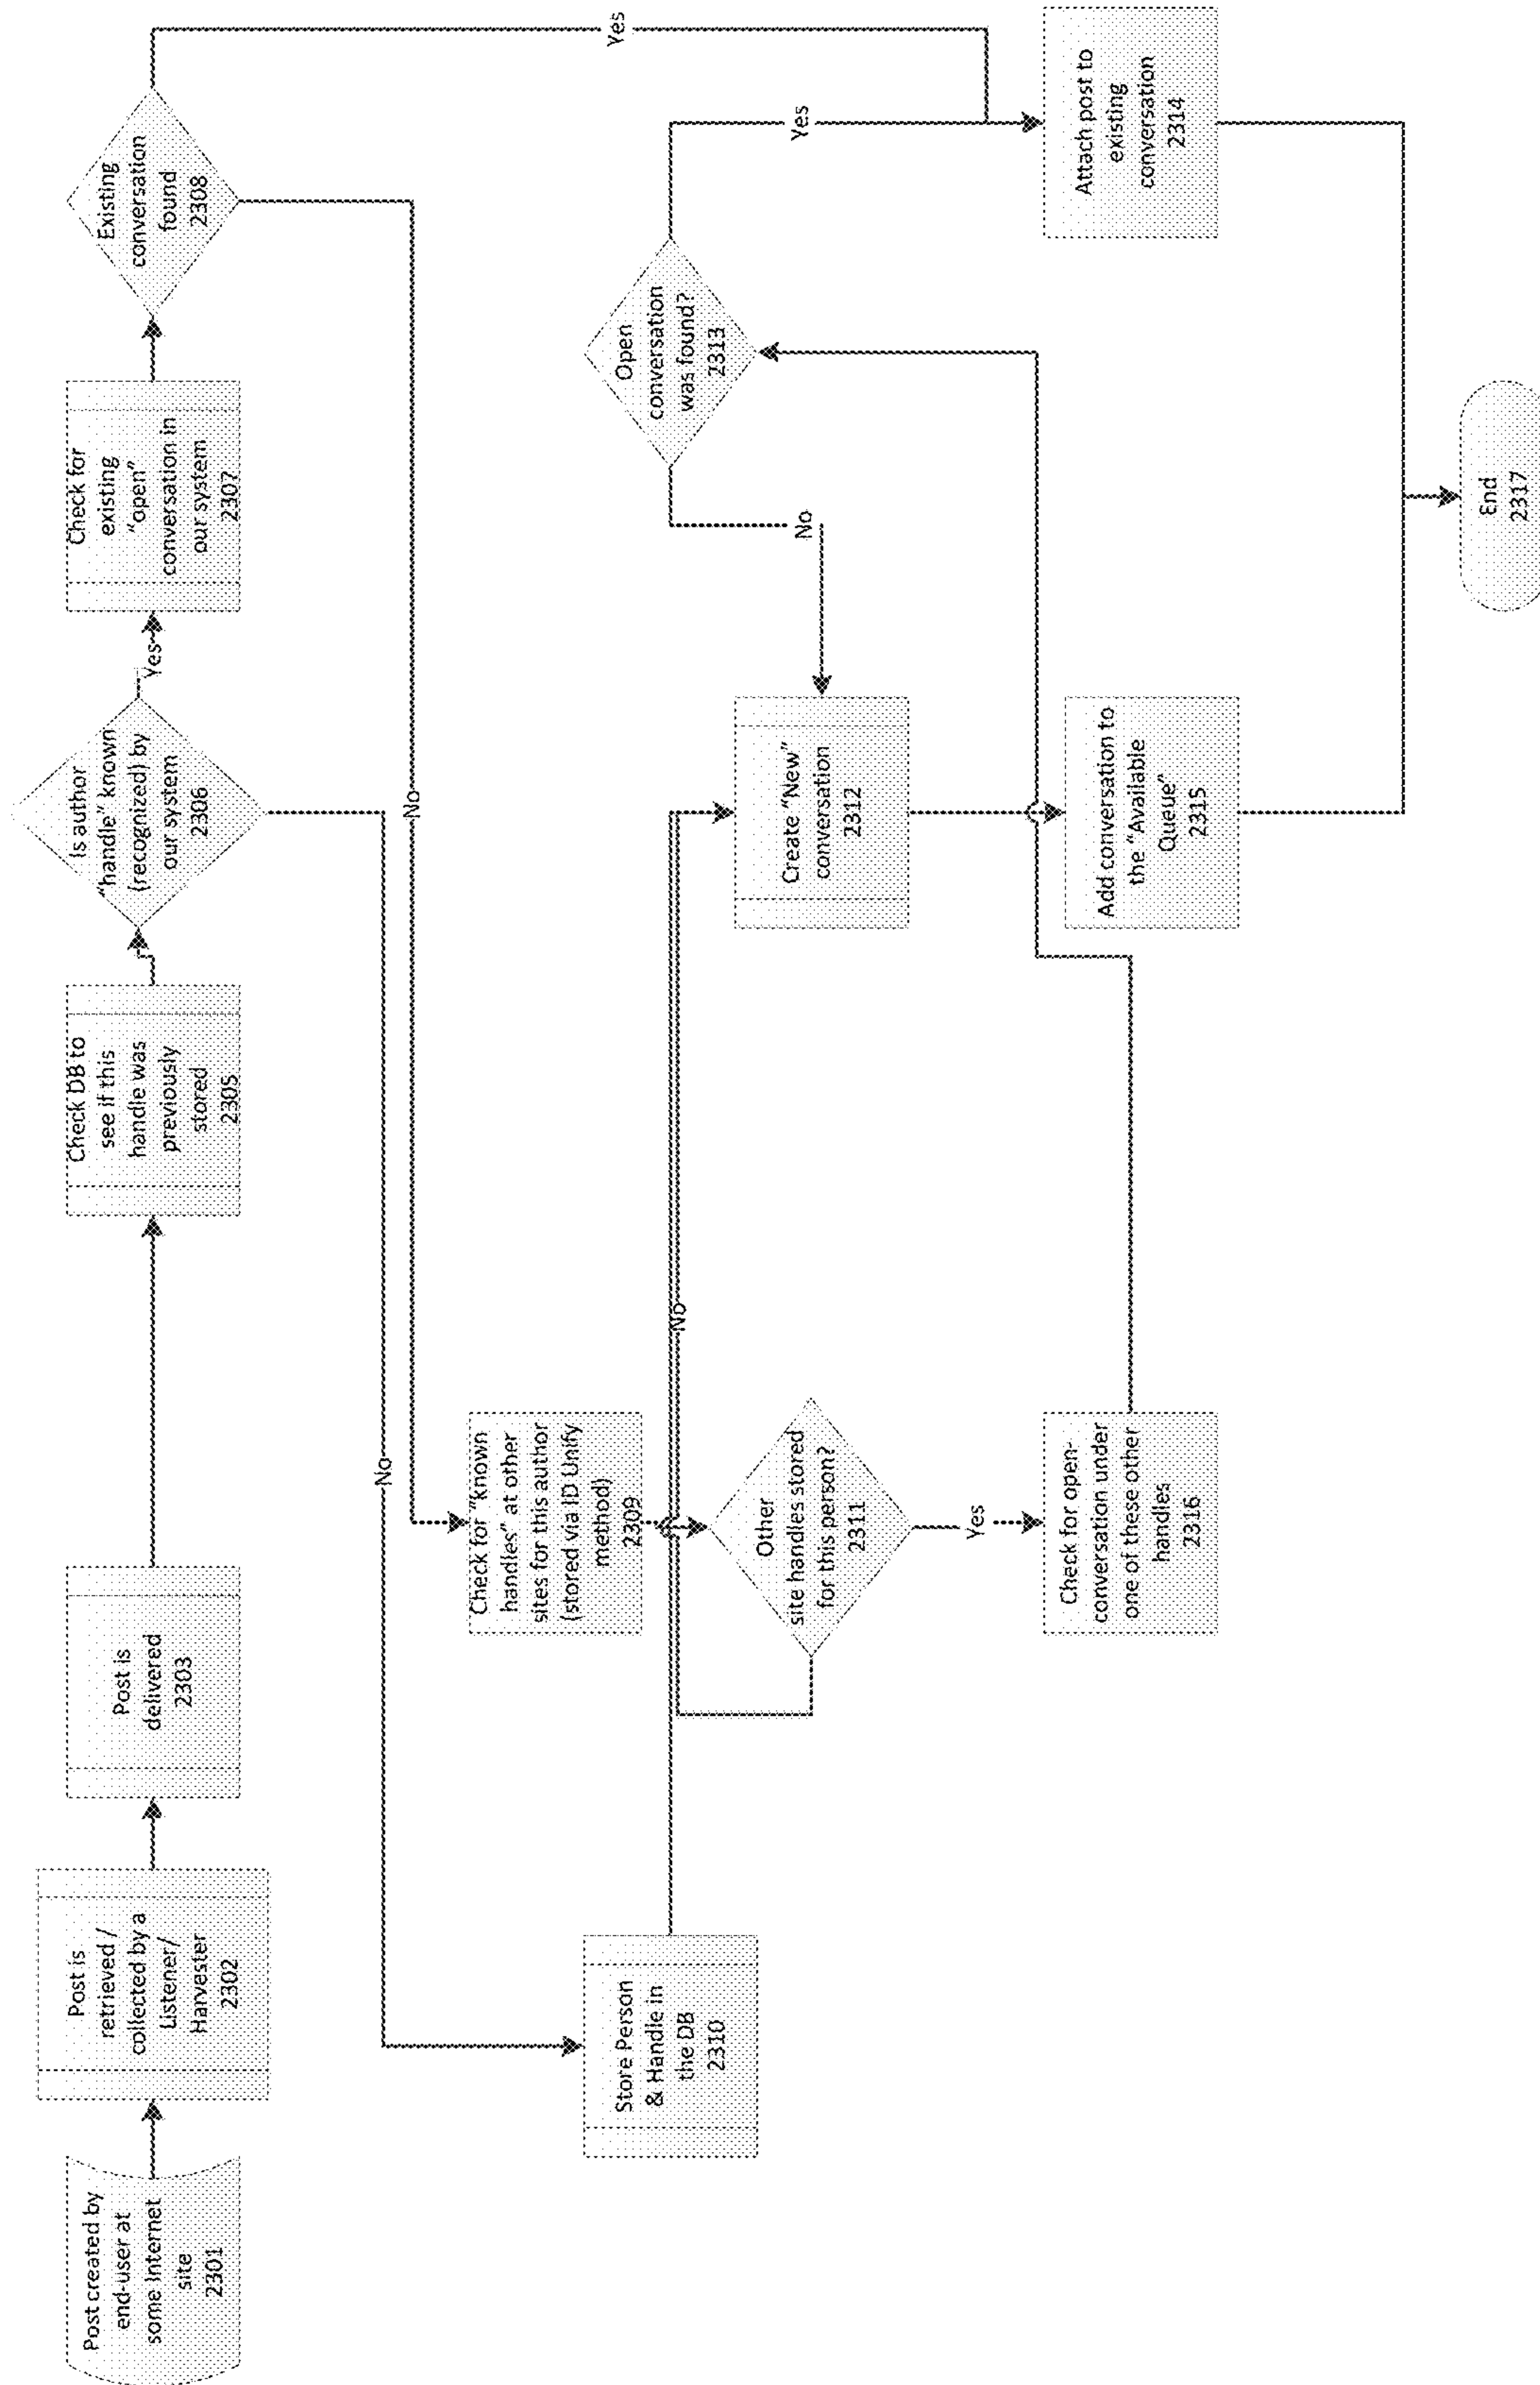 Post created by
end-user at
some Internet
site
2301
Post is
retrieved /
collected by a
Listener/
Harvester
2302
Post is
delivered
2303
Check DB to
see if this
handle was
previously
stored
2305
Is author
"handle" known
(recognized) by
our system
2306
Yes
Check for
existing
"open"
conversation in
our system
2307
Existing
conversation
found
2308
Yes
No
No
Check for "known
handles" at other
sites for this author
(stored via ID Unify
method)
2309
Store Person
& Handle in
the DB
2310
No
Other
site handles stored
for this person?
2311
Yes
Create "New"
conversation
2312
No
Open
conversation
was found?
2313
Yes
Check for open-
conversation under
one of these other
handles
2316
Add conversation to
the "Available
Queue"
2315
Attach post to
existing
conversation
2314
End
2317